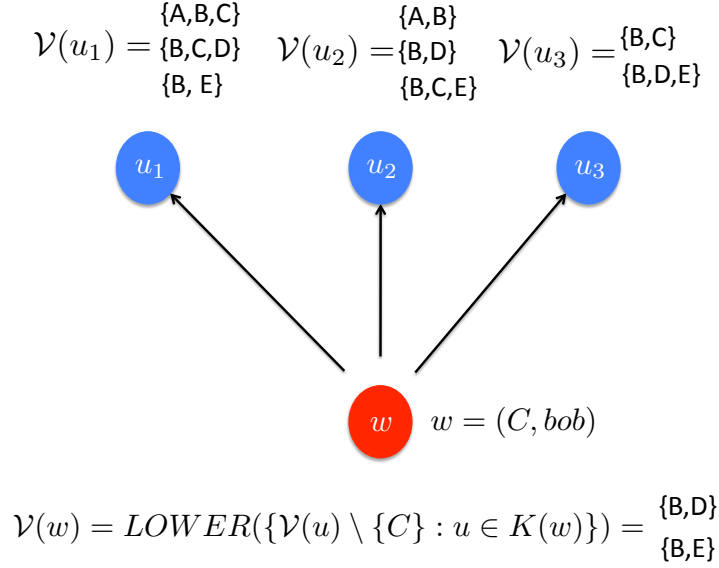 𝒱(u₁) = {A,B,C} {B,C,D} {B, E}
𝒱(u₂) = {A,B} {B,D} {B,C,E}
𝒱(u₃) = {B,C} {B,D,E}
u₁ u₂ u₃
w w = (C, bob)
𝒱(w) = LOWER({𝒱(u) \ {C} : u ∈ K(w)}) = {B,D} {B,E}